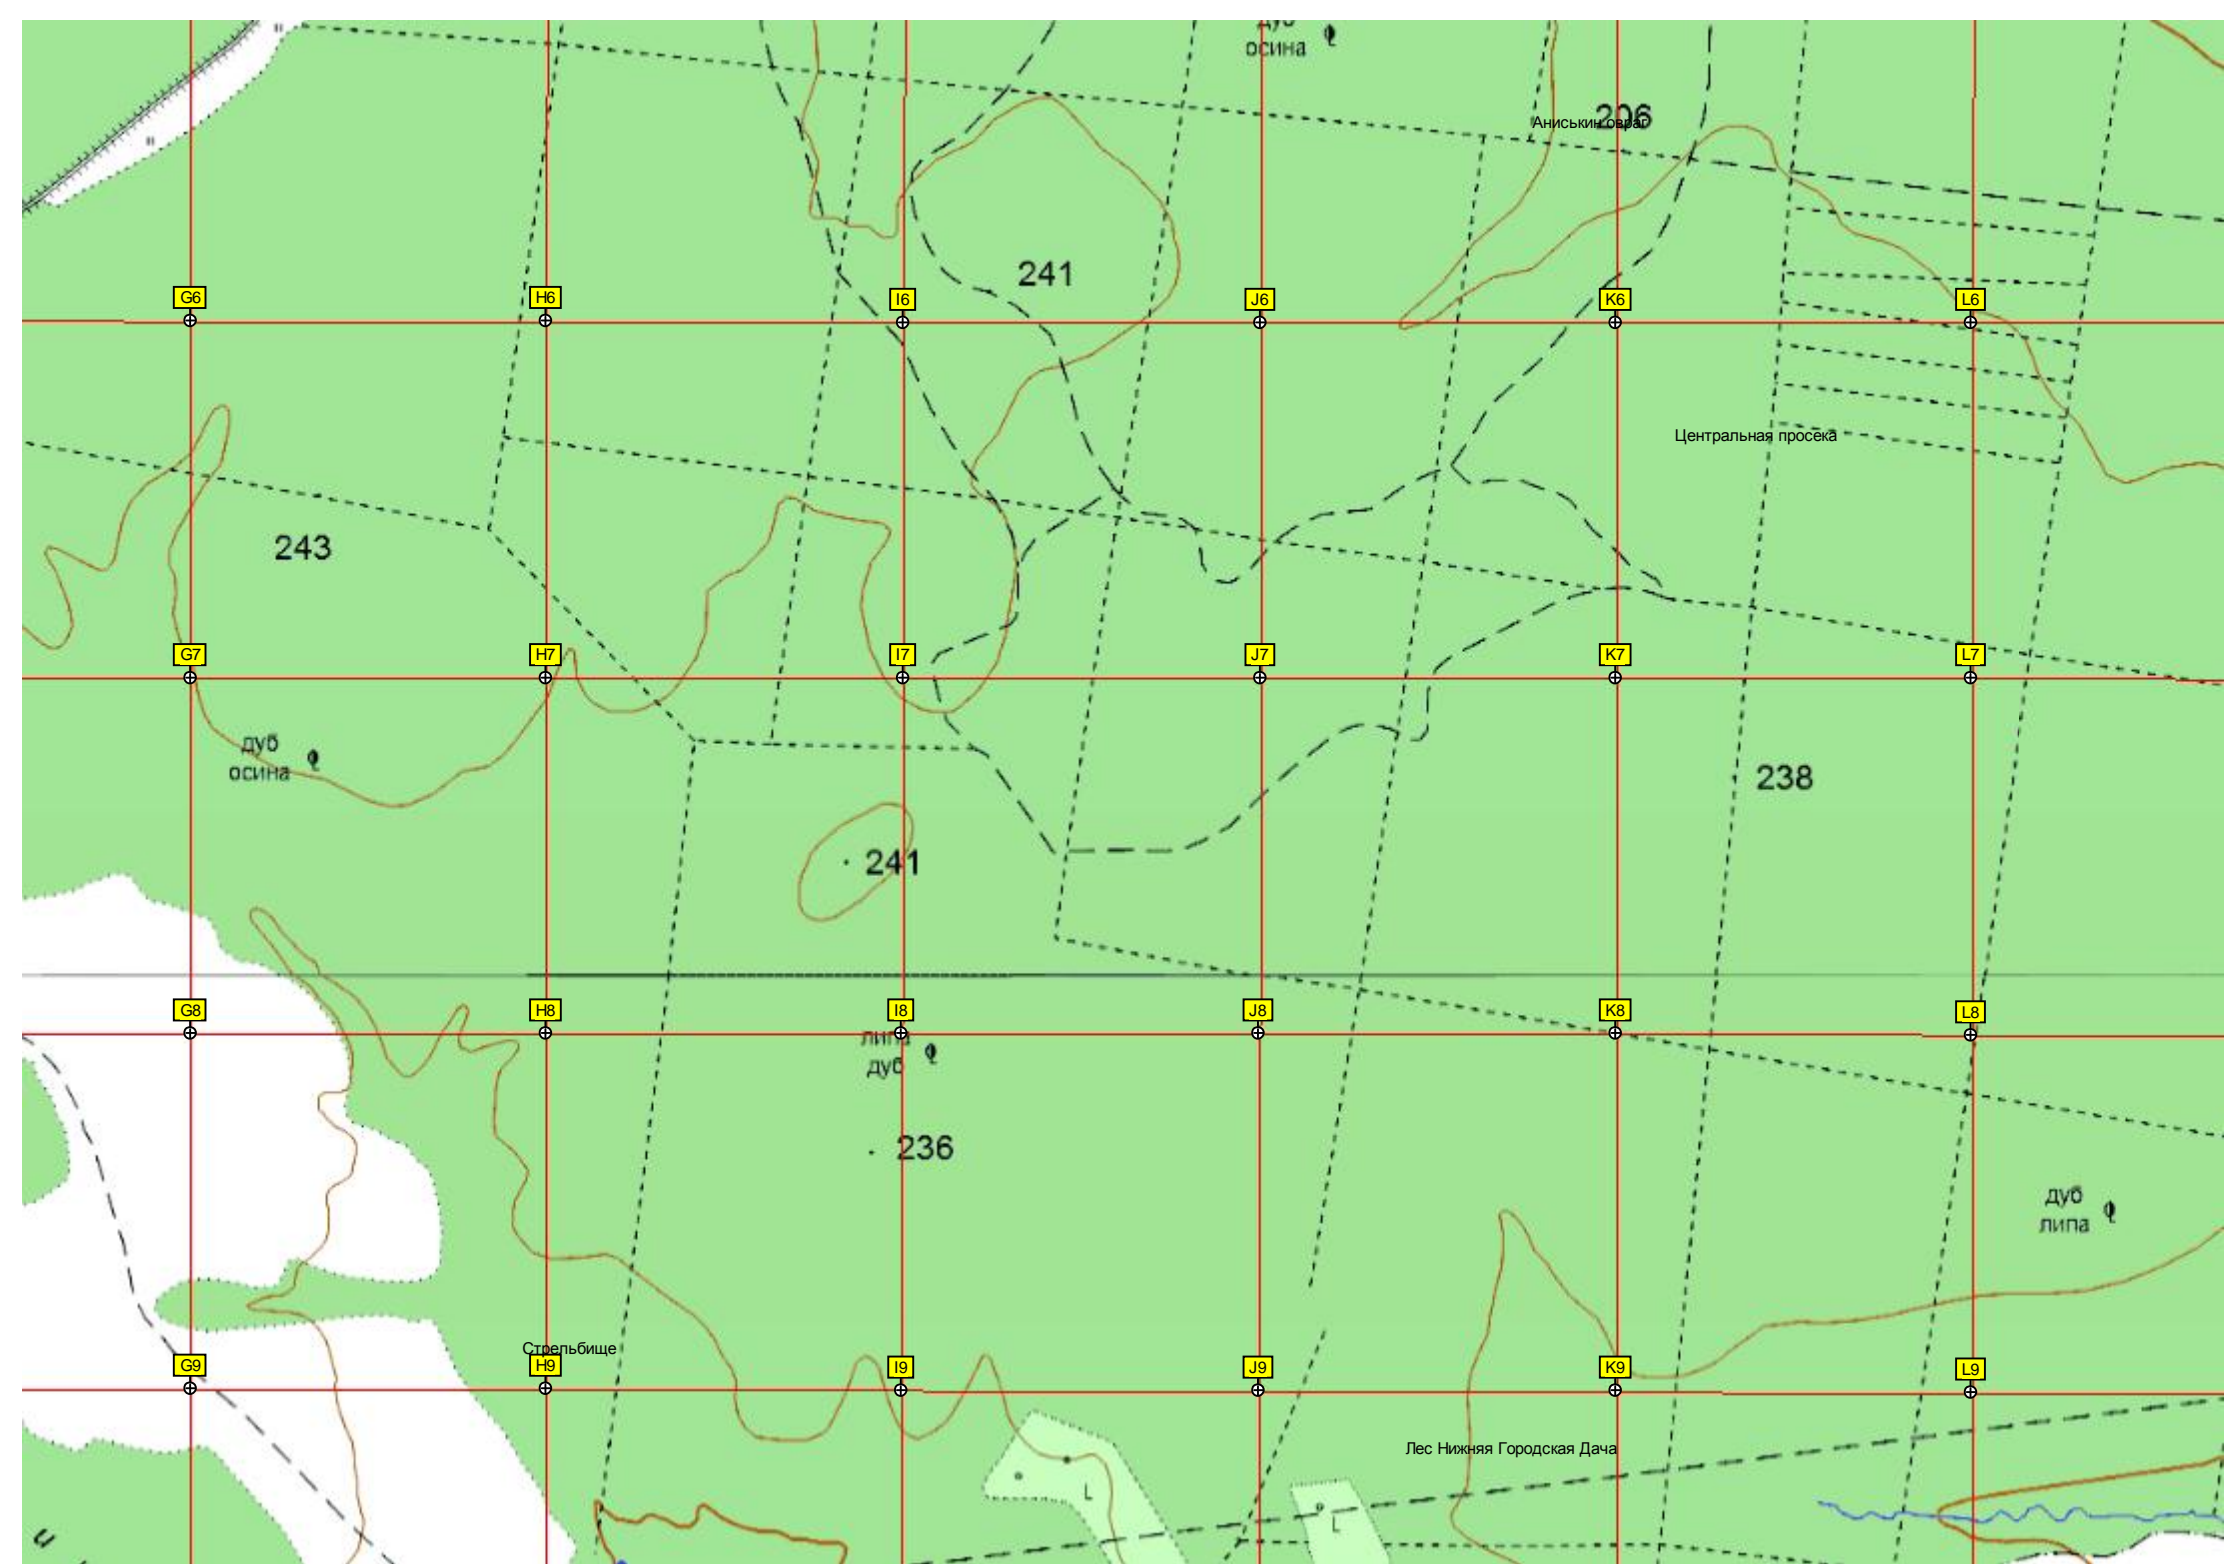 дуб
осина
206
Аниськин овраг
241
G6
H6
I6
J6
K6
L6
Центральная просека
243
G7
H7
I7
J7
K7
L7
дуб
осина
238
241
G8
H8
I8
J8
K8
L8
липа
дуб
236
дуб
липа
Стрельбище
G9
H9
I9
J9
K9
L9
Лес Нижняя Городская Дача
и